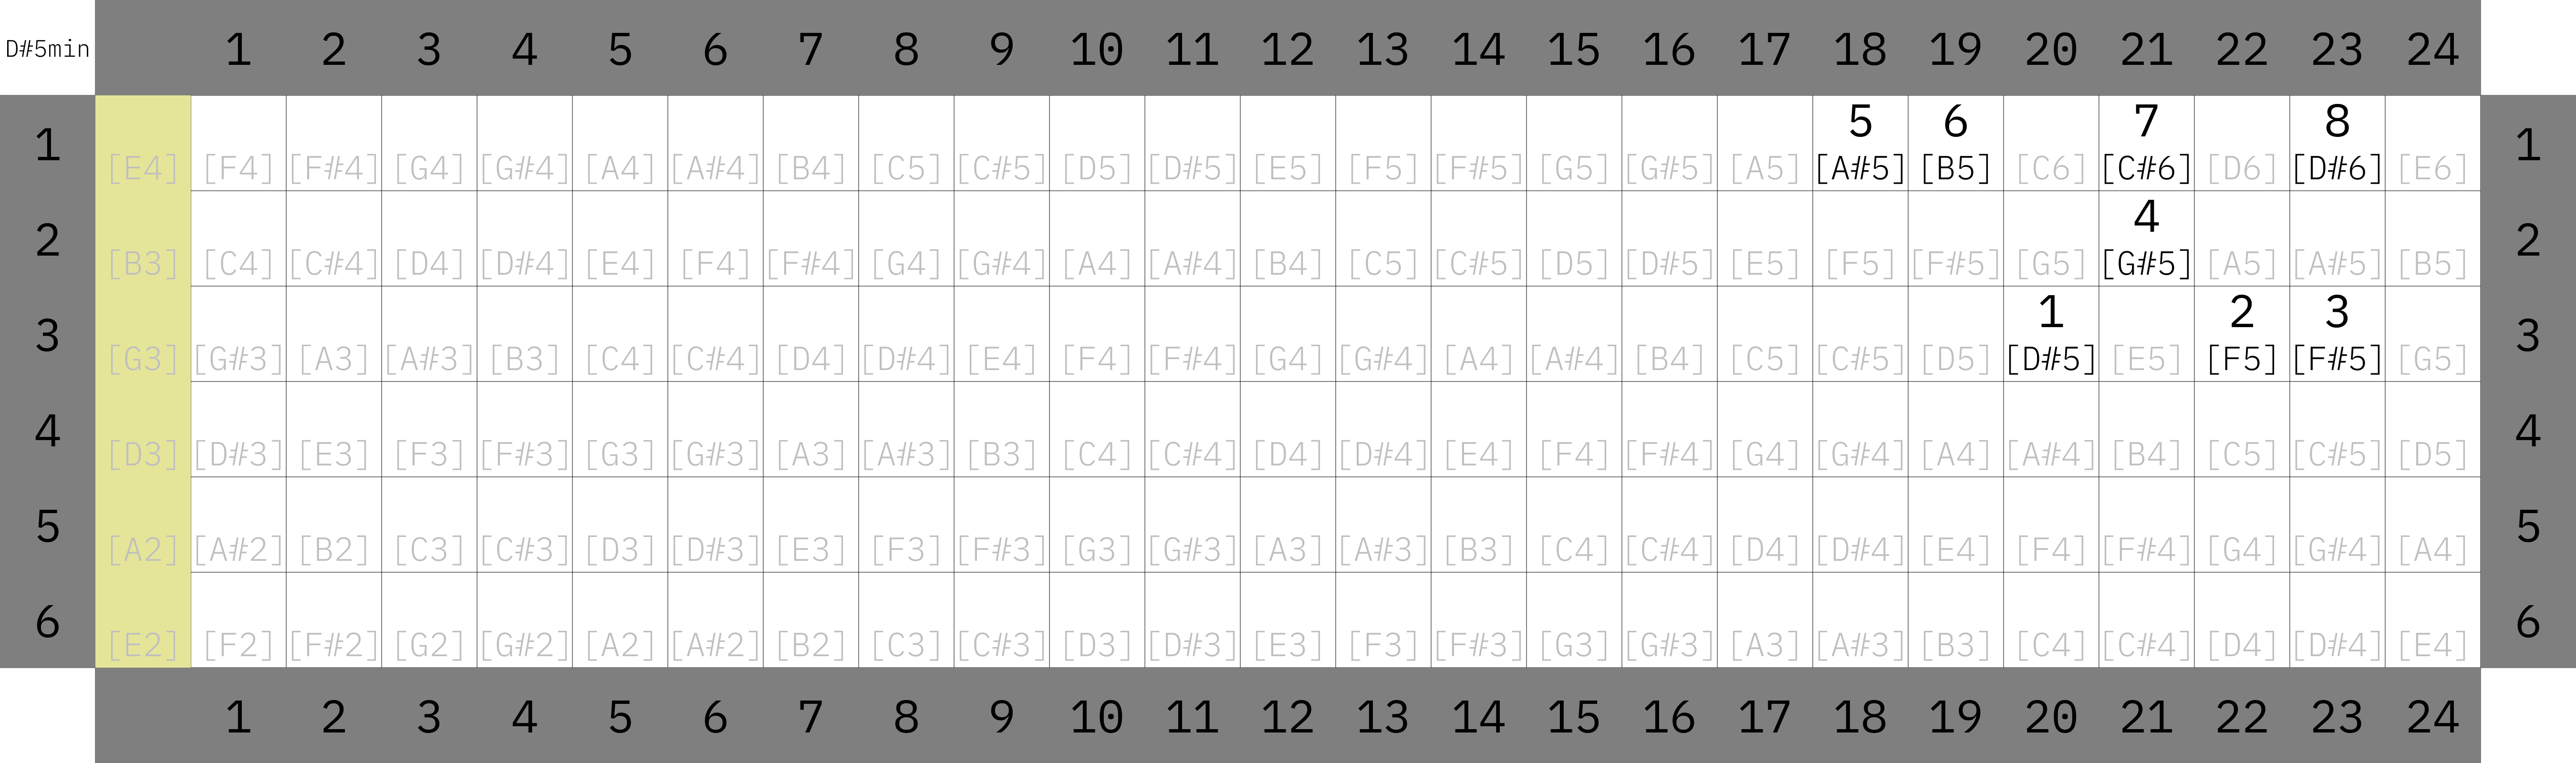 D#5min 1 2 3 4 5 6 7 8 9 10 11 12 13 14 15 16 17 18 19 20 21 22 23 24
5 6 7 8
1 [E4] [F4] [F#4] [G4] [G#4] [A4] [A#4] [B4] [C5] [C#5] [D5] [D#5] [E5] [F5] [F#5] [G5] [G#5] [A5] [A#5] [B5] [C6] [C#6] [D6] [D#6] [E6] 1
4
2 [B3] [C4] [C#4] [D4] [D#4] [E4] [F4] [F#4] [G4] [G#4] [A4] [A#4] [B4] [C5] [C#5] [D5] [D#5] [E5] [F5] [F#5] [G5] [G#5] [A5] [A#5] [B5] 2
1 2 3
3 [G3] [G#3] [A3] [A#3] [B3] [C4] [C#4] [D4] [D#4] [E4] [F4] [F#4] [G4] [G#4] [A4] [A#4] [B4] [C5] [C#5] [D5] [D#5] [E5] [F5] [F#5] [G5] 3
4 [D3] [D#3] [E3] [F3] [F#3] [G3] [G#3] [A3] [A#3] [B3] [C4] [C#4] [D4] [D#4] [E4] [F4] [F#4] [G4] [G#4] [A4] [A#4] [B4] [C5] [C#5] [D5] 4
5 [A2] [A#2] [B2] [C3] [C#3] [D3] [D#3] [E3] [F3] [F#3] [G3] [G#3] [A3] [A#3] [B3] [C4] [C#4] [D4] [D#4] [E4] [F4] [F#4] [G4] [G#4] [A4] 5
6 [E2] [F2] [F#2] [G2] [G#2] [A2] [A#2] [B2] [C3] [C#3] [D3] [D#3] [E3] [F3] [F#3] [G3] [G#3] [A3] [A#3] [B3] [C4] [C#4] [D4] [D#4] [E4] 6
1 2 3 4 5 6 7 8 9 10 11 12 13 14 15 16 17 18 19 20 21 22 23 24